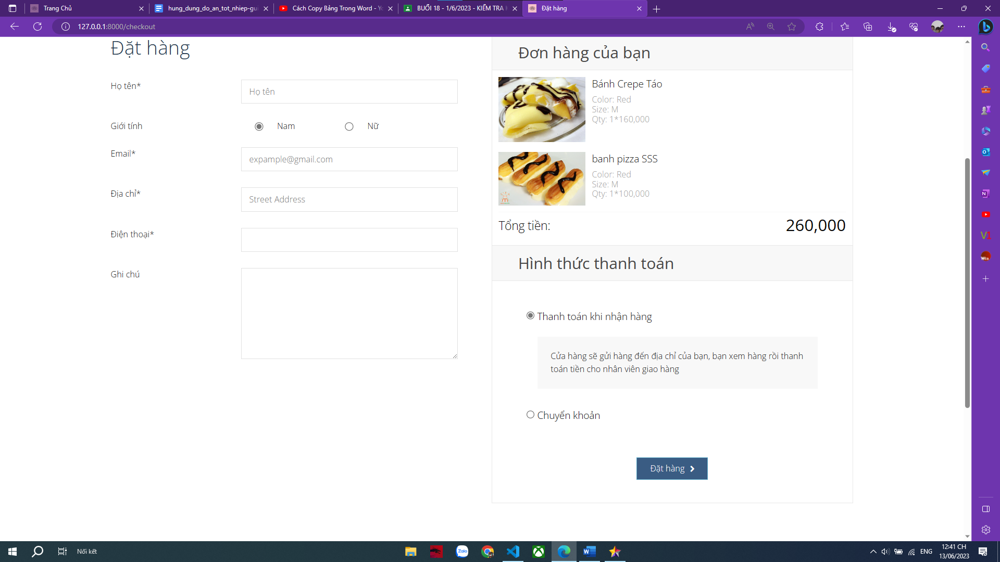 Trang Chủ
hung_dung_do_an_tot_nhiep-gui
Cách Copy Bảng Trong Word - Yo
BUỔI 18 - 1/6/2023 - KIỂM TRA K
Đặt hàng
127.0.0.1:8000/checkout
Đặt hàng
Họ tên*
Họ tên
Giới tính
Nam
Nữ
Email*
expample@gmail.com
Địa chỉ*
Street Address
Điện thoại*
Ghi chú
Đơn hàng của bạn
Bánh Crepe Táo
Color: Red
Size: M
Qty: 1*160,000
banh pizza SSS
Color: Red
Size: M
Qty: 1*100,000
Tổng tiền:
260,000
Hình thức thanh toán
Thanh toán khi nhận hàng
Cửa hàng sẽ gửi hàng đến địa chỉ của bạn, bạn xem hàng rồi thanh
toán tiền cho nhân viên giao hàng
Chuyển khoản
Đặt hàng
Nối kết
Zalo
ENG
12:41 CH
13/06/2023